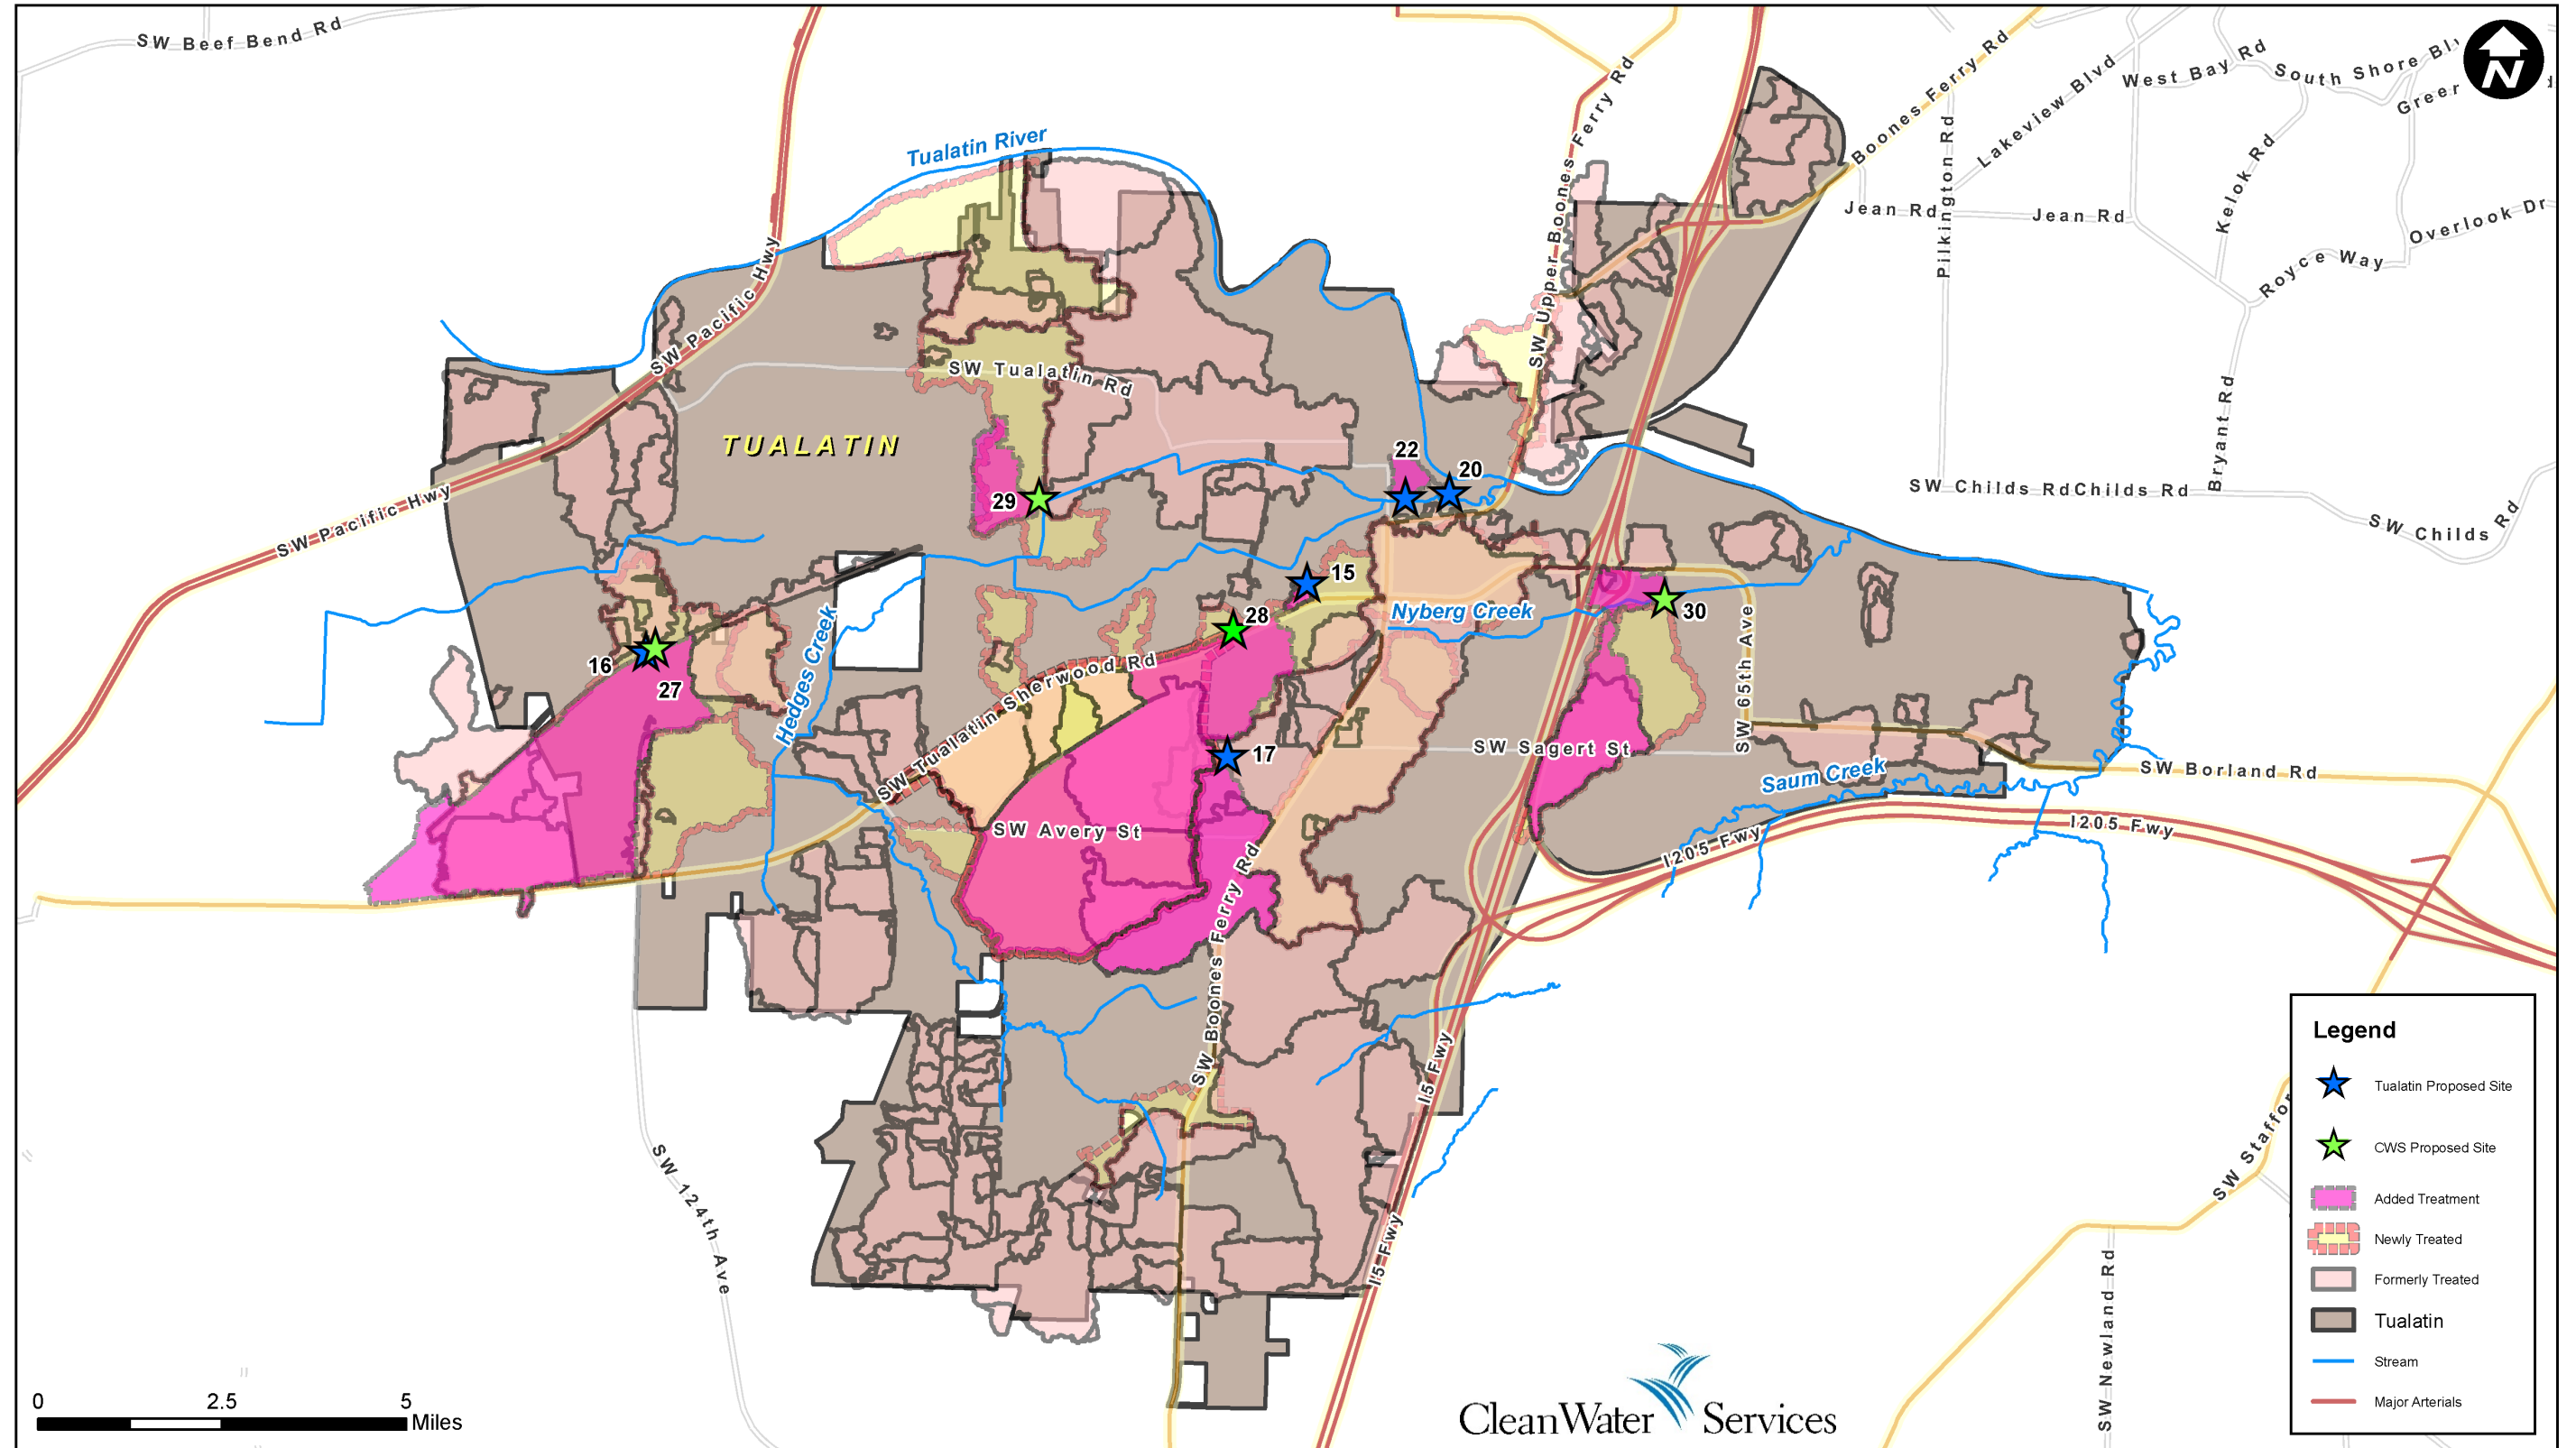 SW Beef Bend Rd
Tualatin River
SW Upper Boones Ferry Rd
Boones Ferry Rd
Lakeview Blvd
West Bay Rd
South Shore
N
Pilkington Rd
Kelok Rd
Jean Rd
Jean Rd
Overlook Dr
Royce Way
SW Pacific Hwy
SW Tualatin Rd
TUALATIN
Bryant Rd
22
20
SW Pacific Hwy
29
SW Childs Rd
Childs Rd
SW Childs Rd
15
Nyberg Creek
28
30
SW 65th Ave
16
27
Hedges Creek
SW Tualatin Sherwood Rd
17
SW Sagert St
Saum Creek
SW Borland Rd
SW Avery St
I205 Fwy
I205 Fwy
SW Boones Ferry Rd
I5 Fwy
SW 124th Ave
I5 Fwy
SW Newland Rd
Legend
Tualatin Proposed Site
CWS Proposed Site
Added Treatment
Newly Treated
Formerly Treated
Tualatin
Stream
Major Arterials
0 2.5 5
Miles
CleanWater Services